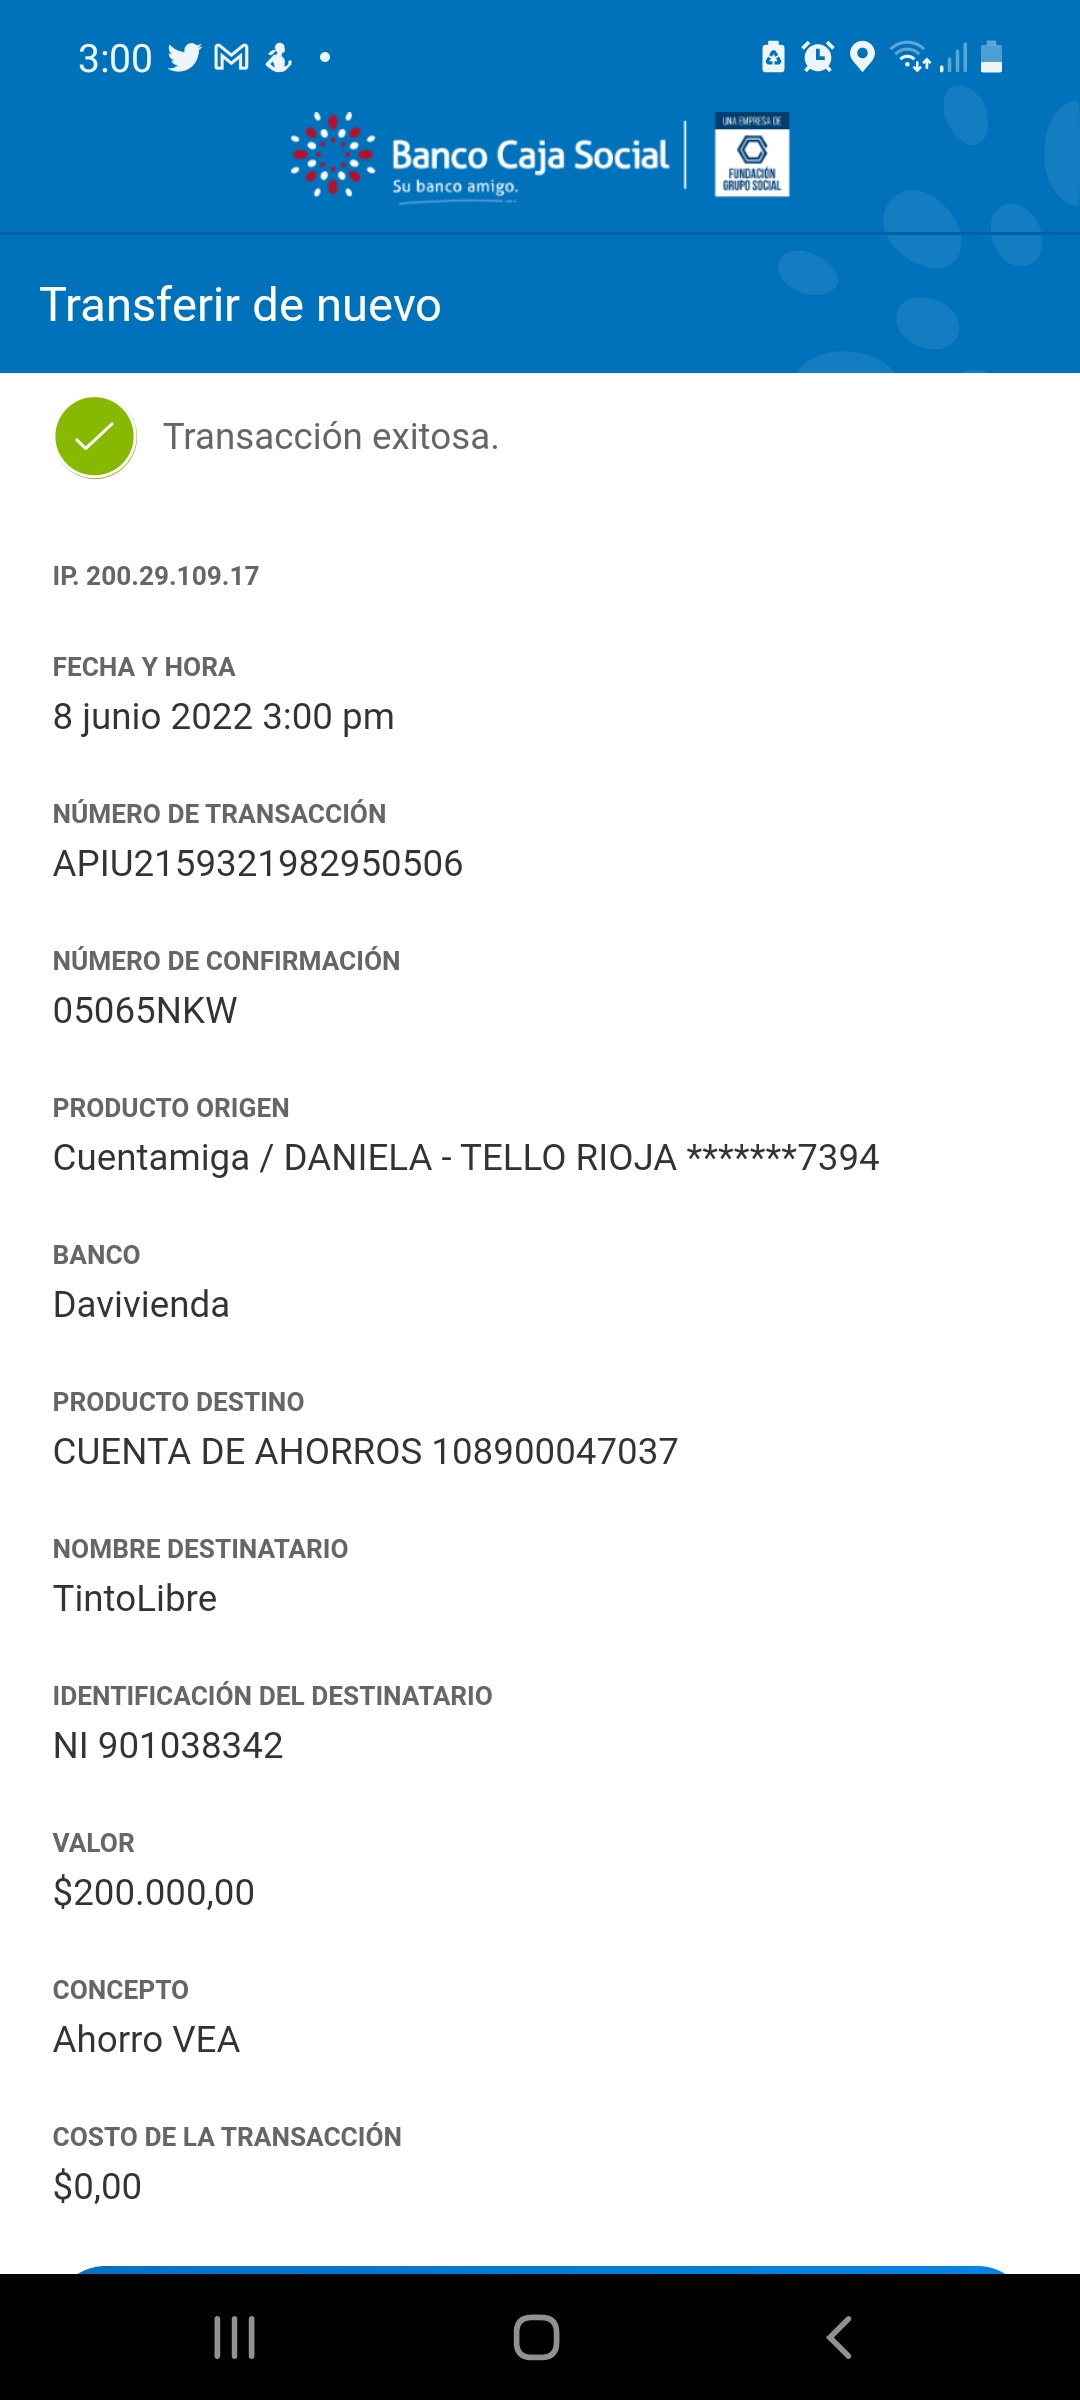 3:00
Banco Caja Social
Su banco amigo.
UNA EMPRESA DE
FUNDACIÓN
GRUPO SOCIAL
Transferir de nuevo
Transacción exitosa.
IP. 200.29.109.17
FECHA Y HORA
8 junio 2022 3:00 pm
NÚMERO DE TRANSACCIÓN
APIU2159321982950506
NÚMERO DE CONFIRMACIÓN
05065NKW
PRODUCTO ORIGEN
Cuentamiga / DANIELA - TELLO RIOJA *******7394
BANCO
Davivienda
PRODUCTO DESTINO
CUENTA DE AHORROS 108900047037
NOMBRE DESTINATARIO
TintoLibre
IDENTIFICACIÓN DEL DESTINATARIO
NI 901038342
VALOR
$200.000,00
CONCEPTO
Ahorro VEA
COSTO DE LA TRANSACCIÓN
$0,00